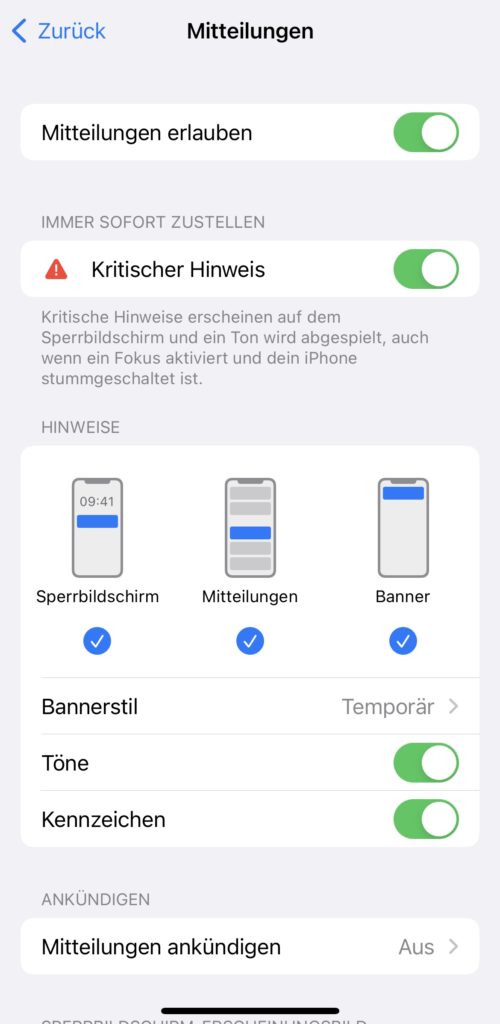 Zurück
Mitteilungen
Mitteilungen erlauben
IMMER SOFORT ZUSTELLEN
Kritischer Hinweis
Kritische Hinweise erscheinen auf dem
Sperrbildschirm und ein Ton wird abgespielt, auch
wenn ein Fokus aktiviert und dein iPhone
stummgeschaltet ist.
HINWEISE
09:41
Sperrbildschirm Mitteilungen Banner
Bannerstil Temporär
Töne
Kennzeichen
ANKÜNDIGEN
Mitteilungen ankündigen Aus
SPERRBILDSCHIRM-ERSCHEINUNGSBILD